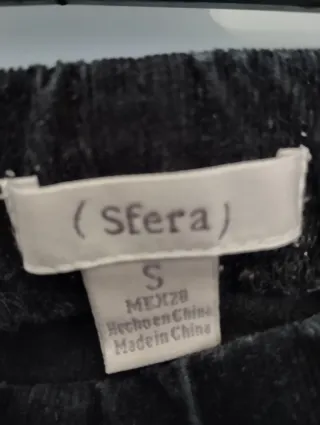 ( Sfera )
S
MEX28
Hecho en China
Made in China